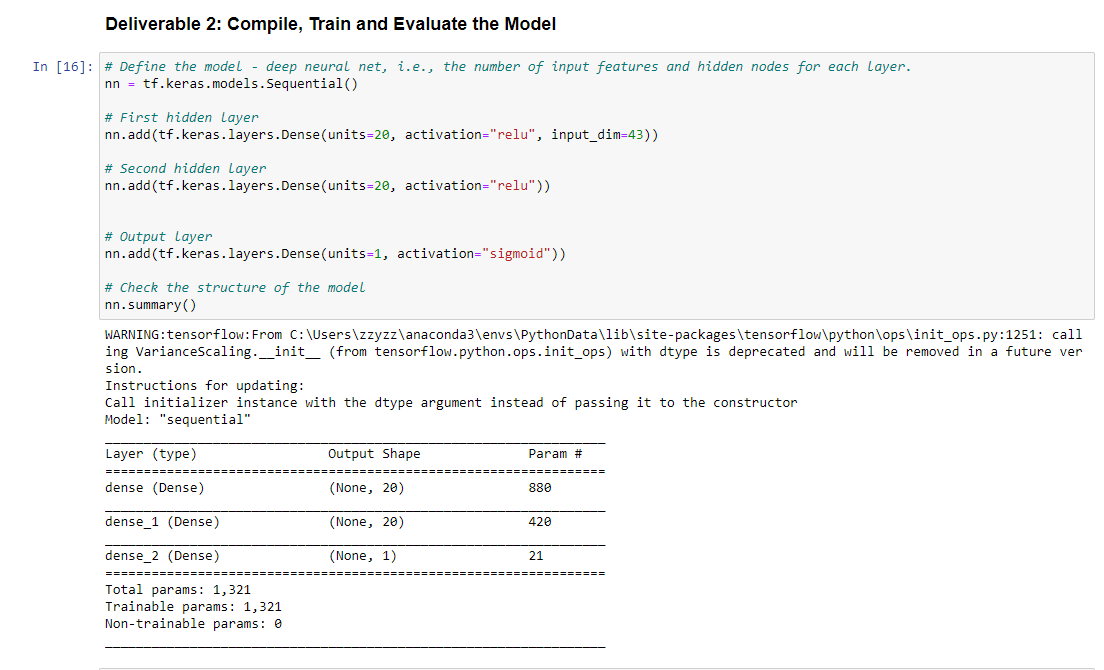 Deliverable 2: Compile, Train and Evaluate the Model
In [16]: # Define the model - deep neural net, i.e., the number of input features and hidden nodes for each layer.
nn = tf.keras.models.Sequential()
# First hidden layer
nn.add(tf.keras.layers.Dense(units=20, activation="relu", input_dim=43))
# Second hidden layer
nn.add(tf.keras.layers.Dense(units=20, activation="relu"))
# Output layer
nn.add(tf.keras.layers.Dense(units=1, activation="sigmoid"))
# Check the structure of the model
nn.summary()
WARNING:tensorflow:From C:\Users\zzyzz\anaconda3\envs\PythonData\lib\site-packages\tensorflow\python\ops\init_ops.py:1251: call
ing VarianceScaling.__init__ (from tensorflow.python.ops.init_ops) with dtype is deprecated and will be removed in a future ver
sion.
Instructions for updating:
Call initializer instance with the dtype argument instead of passing it to the constructor
Model: "sequential"
_________________________________________________________________
Layer (type)                 Output Shape              Param #
=================================================================
dense (Dense)                (None, 20)                880
_________________________________________________________________
dense_1 (Dense)              (None, 20)                420
_________________________________________________________________
dense_2 (Dense)              (None, 1)                 21
=================================================================
Total params: 1,321
Trainable params: 1,321
Non-trainable params: 0
_________________________________________________________________